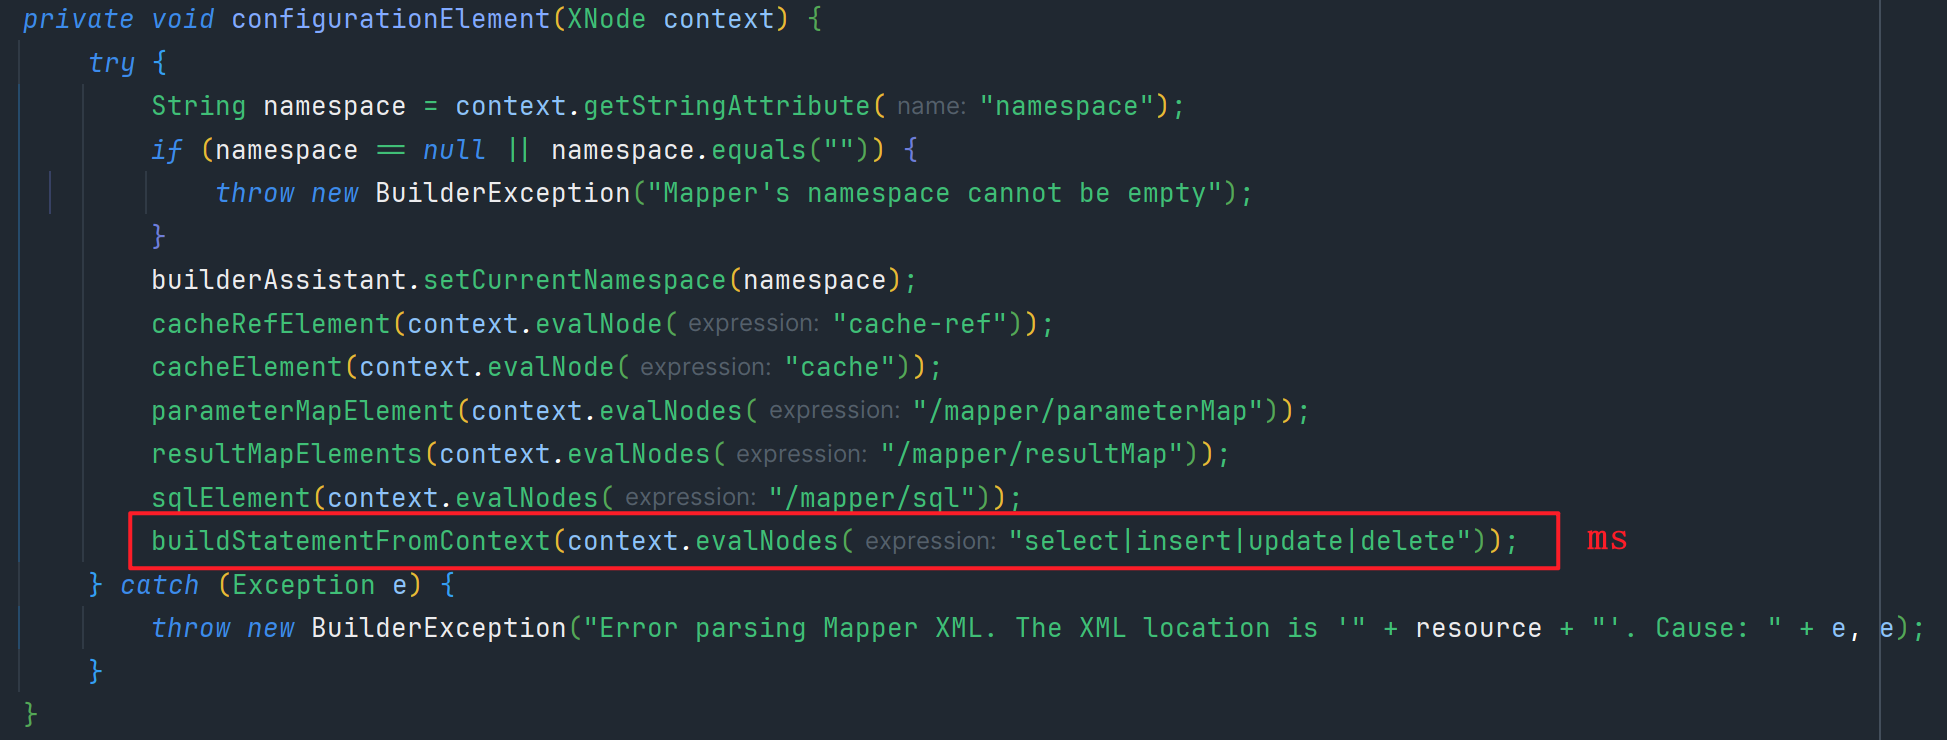 private void configurationElement(XNode context) {
try {
String namespace = context.getStringAttribute( name: "namespace");
if (namespace == null || namespace.equals("")) {
throw new BuilderException("Mapper's namespace cannot be empty");
}
builderAssistant.setCurrentNamespace(namespace);
cacheRefElement(context.evalNode( expression: "cache-ref"));
cacheElement(context.evalNode( expression: "cache"));
parameterMapElement(context.evalNodes( expression: "/mapper/parameterMap"));
resultMapElements(context.evalNodes( expression: "/mapper/resultMap"));
sqlElement(context.evalNodes( expression: "/mapper/sql"));
buildStatementFromContext(context.evalNodes( expression: "select|insert|update|delete")); ms
} catch (Exception e) {
throw new BuilderException("Error parsing Mapper XML. The XML location is '" + resource + "'. Cause: " + e, e);
}
}